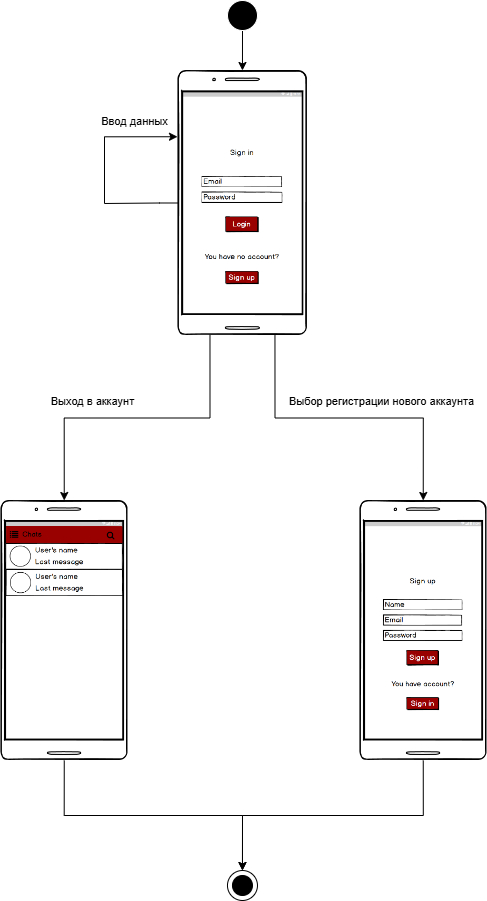 Ввод данных
Sign in
Email
Password
Login
You have no account?
Sign up
Выход в аккаунт
Выбор регистрации нового аккаунта
Chats
User's name
Last message
User's name
Last message
Sign up
Name
Email
Password
Sign up
You have account?
Sign in